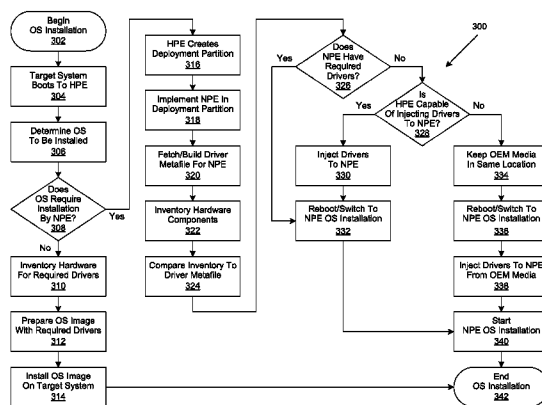 Begin
OS Installation
302
Target System
Boots To HPE
304
Determine OS
To Be Installed
306
Does
OS Require
Installation
By NPE?
308
Yes
No
Inventory Hardware
For Required Drivers
310
Prepare OS Image
With Required Drivers
312
Install OS Image
On Target System
314
HPE Creates
Deployment Partition
316
Implement NPE In
Deployment Partition
318
Fetch/Build Driver
Metafile For NPE
320
Inventory Hardware
Components
322
Compare Inventory To
Driver Metafile
324
Does
NPE Have
Required
Drivers?
326
Yes
No
300
Is
HPE Capable
Of Injecting Drivers
To NPE?
328
Yes
No
Inject Drivers
To NPE
330
Reboot/Switch To
NPE OS Installation
332
Keep OEM Media
In Same Location
334
Reboot/Switch To
NPE OS Installation
336
Inject Drivers To NPE
From OEM Media
338
Start
NPE OS Installation
340
End
OS Installation
342